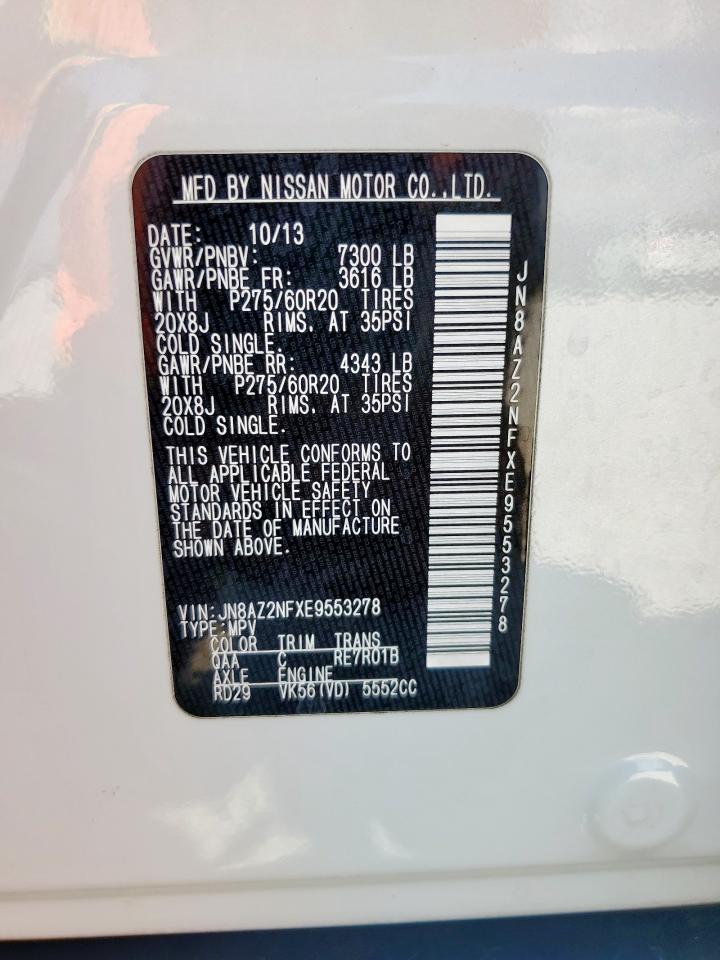 MFD BY NISSAN MOTOR CO.,LTD.
DATE: 10/13
GVWR/PNBV: 7300 LB
GAWR/PNBE FR: 3616 LB
WITH P275/60R20 TIRES
20X8J RIMS. AT 35PSI
COLD SINGLE.
GAWR/PNBE RR: 4343 LB
WITH P275/60R20 TIRES
20X8J RIMS. AT 35PSI
COLD SINGLE.
THIS VEHICLE CONFORMS TO
ALL APPLICABLE FEDERAL
MOTOR VEHICLE SAFETY
STANDARDS IN EFFECT ON
THE DATE OF MANUFACTURE
SHOWN ABOVE.
VIN:JN8AZ2NFXE9553278
TYPE:MPV
COLOR TRIM TRANS
QAA C RE7R01B
AXLE ENGINE
RD29 VK56(VD) 5552CC
JN8AZ2NFXE9553278